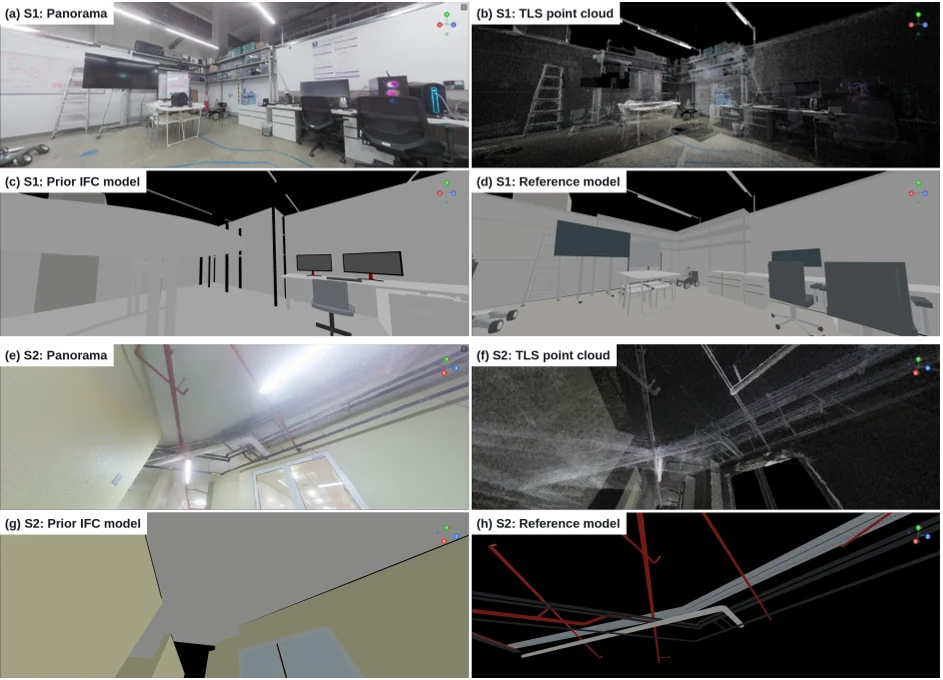 (a) S1: Panorama
(b) S1: TLS point cloud
(c) S1: Prior IFC model
(d) S1: Reference model
(e) S2: Panorama
(f) S2: TLS point cloud
(g) S2: Prior IFC model
(h) S2: Reference model